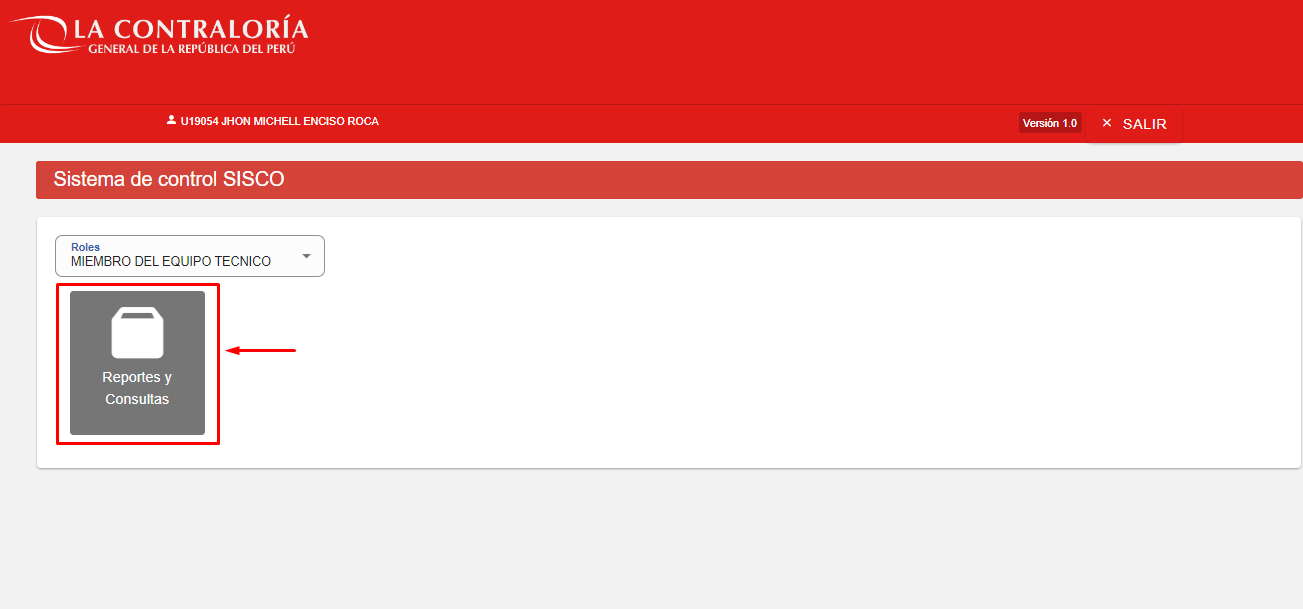 LA CONTRALORÍA
GENERAL DE LA REPÚBLICA DEL PERÚ
U19054 JHON MICHELL ENCISO ROCA
Versión 1.0
× SALIR
Sistema de control SISCO
Roles
MIEMBRO DEL EQUIPO TECNICO
Reportes y
Consultas